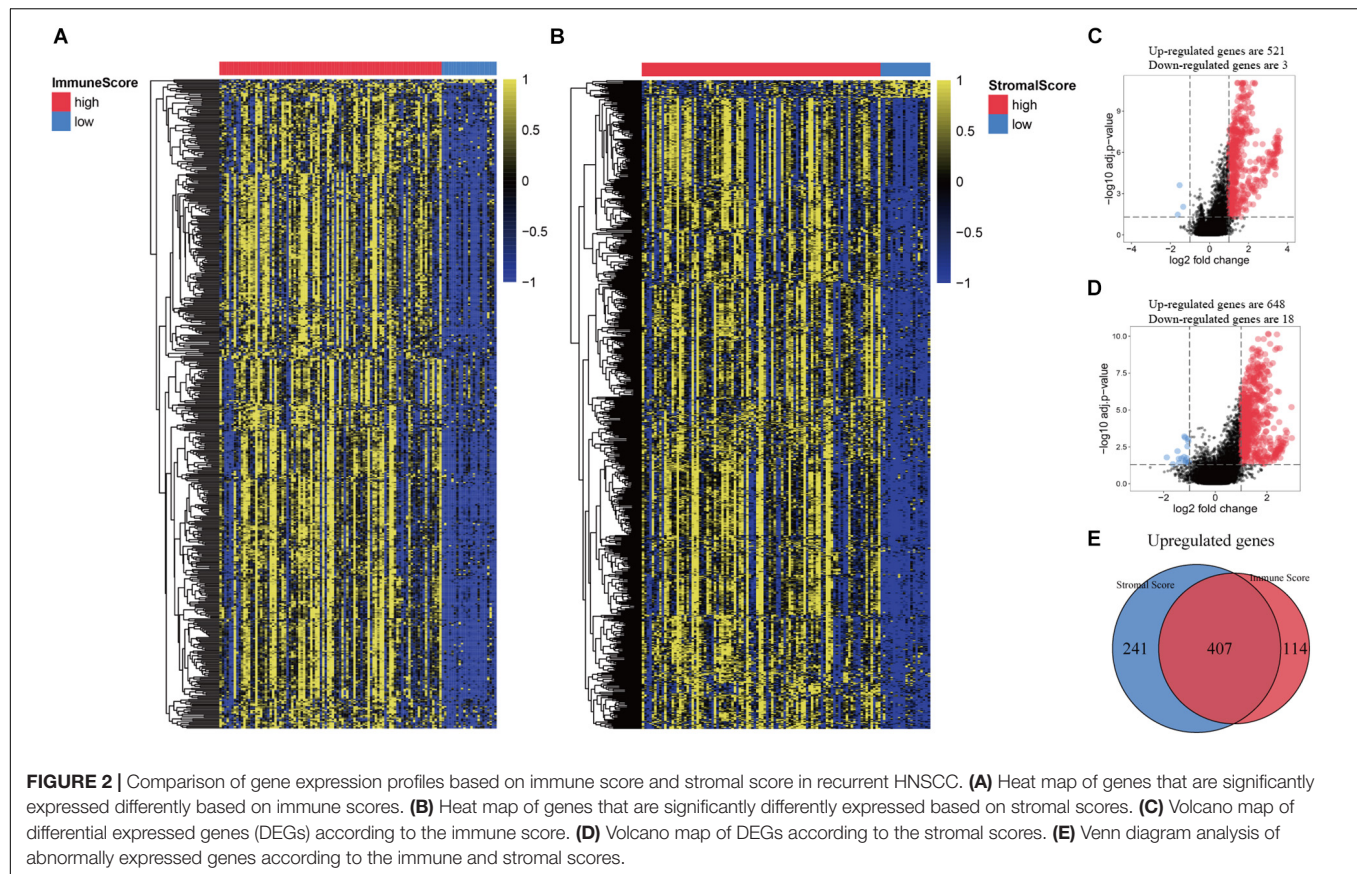 A
ImmuneScore
high
low
1
0.5
0
−0.5
−1
B
StromalScore
high
low
1
0.5
0
−0.5
−1
C
Up-regulated genes are 521
Down-regulated genes are 3
−log10 adj.p-value
9
6
3
0
−4
−2
0
2
4
log2 fold change
D
Up-regulated genes are 648
Down-regulated genes are 18
−log10 adj.p-value
10.0
7.5
5.0
2.5
0.0
−2
0
2
log2 fold change
E
Upregulated genes
Stromal Score
Immune Score
241
407
114
FIGURE 2 | Comparison of gene expression profiles based on immune score and stromal score in recurrent HNSCC. (A) Heat map of genes that are significantly
expressed differently based on immune scores. (B) Heat map of genes that are significantly differently expressed based on stromal scores. (C) Volcano map of
differential expressed genes (DEGs) according to the immune score. (D) Volcano map of DEGs according to the stromal scores. (E) Venn diagram analysis of
abnormally expressed genes according to the immune and stromal scores.